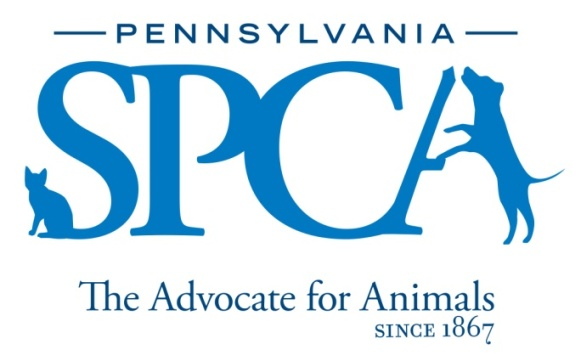 PENNSYLVANIA
SPCA
The Advocate for Animals
SINCE 1867